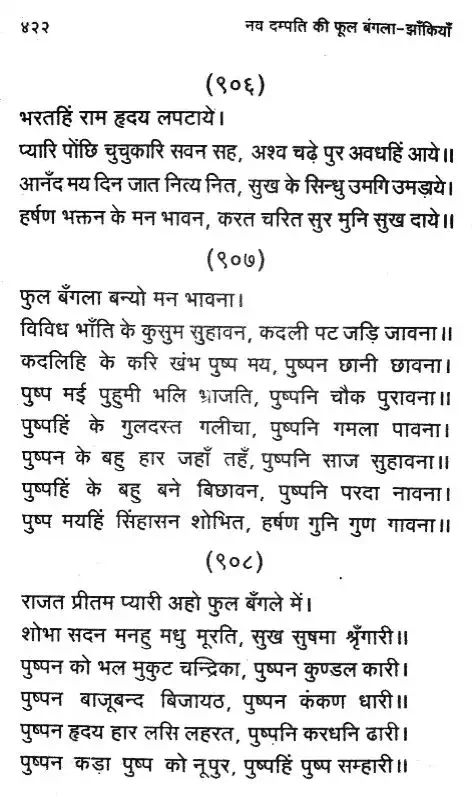 ४२२ नव दम्पति की फूल बंगला-झाँकियाँ
(९०६)
भरतहिं राम हृदय लपटाये।
प्यारि पोंछि चुचुकारि सवन सह, अश्व चढ़े पुर अवधहिं आये॥
आनँद मय दिन जात नित्य नित, सुख के सिन्धु उमगि उमड़ाये।
हर्षण भक्तन के मन भावन, करत चरित सुर मुनि सुख दाये॥
(९०७)
फुल बँगला बन्यो मन भावना।
विविध भाँति के कुसुम सुहावन, कदली पट जड़ि जावना॥
कदलिहि के करि खंभ पुष्प मय, पुष्पन छानी छावना।
पुष्प मई पुहुमी भलि भ्राजति, पुष्पनि चौक पुरावना॥
पुष्पहिं के गुलदस्त गलीचा, पुष्पनि गमला पावना।
पुष्पन के बहु हार जहाँ तहँ, पुष्पनि साज सुहावना॥
पुष्पहिं के बहु बने बिछावन, पुष्पनि परदा नावना।
पुष्प मयहिं सिंहासन शोभित, हर्षण गुनि गुण गावना॥
(९०८)
राजत प्रीतम प्यारी अहो फुल बँगले में।
शोभा सदन मनहु मधु मूरति, सुख सुषमा श्रृँगारी॥
पुष्पन को भल मुकुट चन्द्रिका, पुष्पन कुण्डल कारी।
पुष्पन बाजूबन्द बिजायठ, पुष्पन कंकण धारी॥
पुष्पन हृदय हार लसि लहरत, पुष्पनि करधनि ढारी।
पुष्पन कड़ा पुष्प को नूपुर, पुष्पहिं पुष्प सम्हारी॥